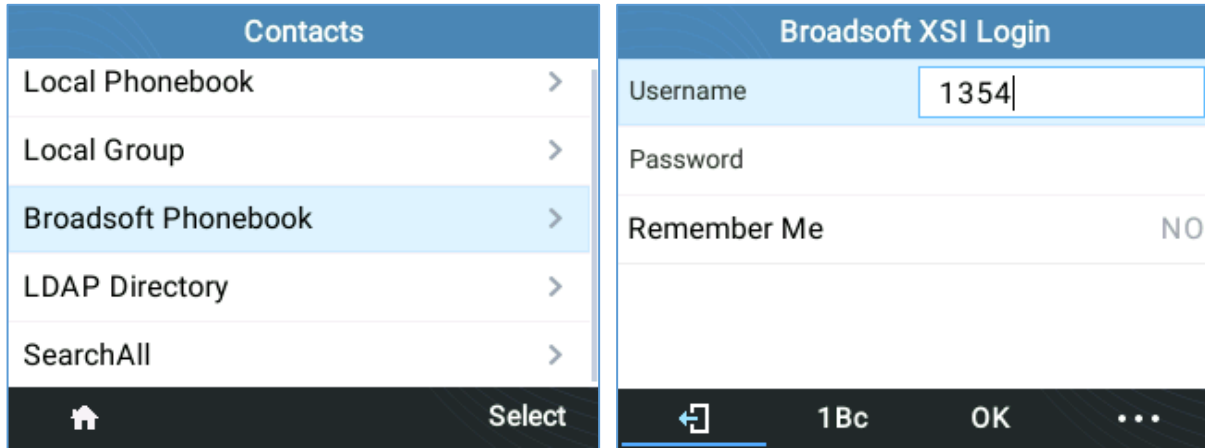 Contacts
Local Phonebook
Local Group
Broadsoft Phonebook
LDAP Directory
SearchAll
Select
Broadsoft XSI Login
Username 1354
Password
Remember Me NO
1Bc OK ...